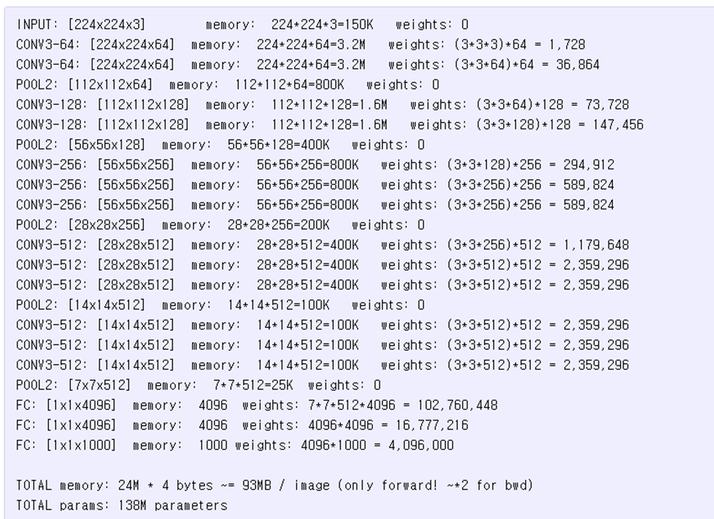 INPUT: [224x224x3] memory: 224*224*3=150K weights: 0
CONV3-64: [224x224x64] memory: 224*224*64=3.2M weights: (3*3*3)*64 = 1,728
CONV3-64: [224x224x64] memory: 224*224*64=3.2M weights: (3*3*64)*64 = 36,864
POOL2: [112x112x64] memory: 112*112*64=800K weights: 0
CONV3-128: [112x112x128] memory: 112*112*128=1.6M weights: (3*3*64)*128 = 73,728
CONV3-128: [112x112x128] memory: 112*112*128=1.6M weights: (3*3*128)*128 = 147,456
POOL2: [56x56x128] memory: 56*56*128=400K weights: 0
CONV3-256: [56x56x256] memory: 56*56*256=800K weights: (3*3*128)*256 = 294,912
CONV3-256: [56x56x256] memory: 56*56*256=800K weights: (3*3*256)*256 = 589,824
CONV3-256: [56x56x256] memory: 56*56*256=800K weights: (3*3*256)*256 = 589,824
POOL2: [28x28x256] memory: 28*28*256=200K weights: 0
CONV3-512: [28x28x512] memory: 28*28*512=400K weights: (3*3*256)*512 = 1,179,648
CONV3-512: [28x28x512] memory: 28*28*512=400K weights: (3*3*512)*512 = 2,359,296
CONV3-512: [28x28x512] memory: 28*28*512=400K weights: (3*3*512)*512 = 2,359,296
POOL2: [14x14x512] memory: 14*14*512=100K weights: 0
CONV3-512: [14x14x512] memory: 14*14*512=100K weights: (3*3*512)*512 = 2,359,296
CONV3-512: [14x14x512] memory: 14*14*512=100K weights: (3*3*512)*512 = 2,359,296
CONV3-512: [14x14x512] memory: 14*14*512=100K weights: (3*3*512)*512 = 2,359,296
POOL2: [7x7x512] memory: 7*7*512=25K weights: 0
FC: [1x1x4096] memory: 4096 weights: 7*7*512*4096 = 102,760,448
FC: [1x1x4096] memory: 4096 weights: 4096*4096 = 16,777,216
FC: [1x1x1000] memory: 1000 weights: 4096*1000 = 4,096,000
TOTAL memory: 24M * 4 bytes ~= 93MB / image (only forward! ~*2 for bwd)
TOTAL params: 138M parameters